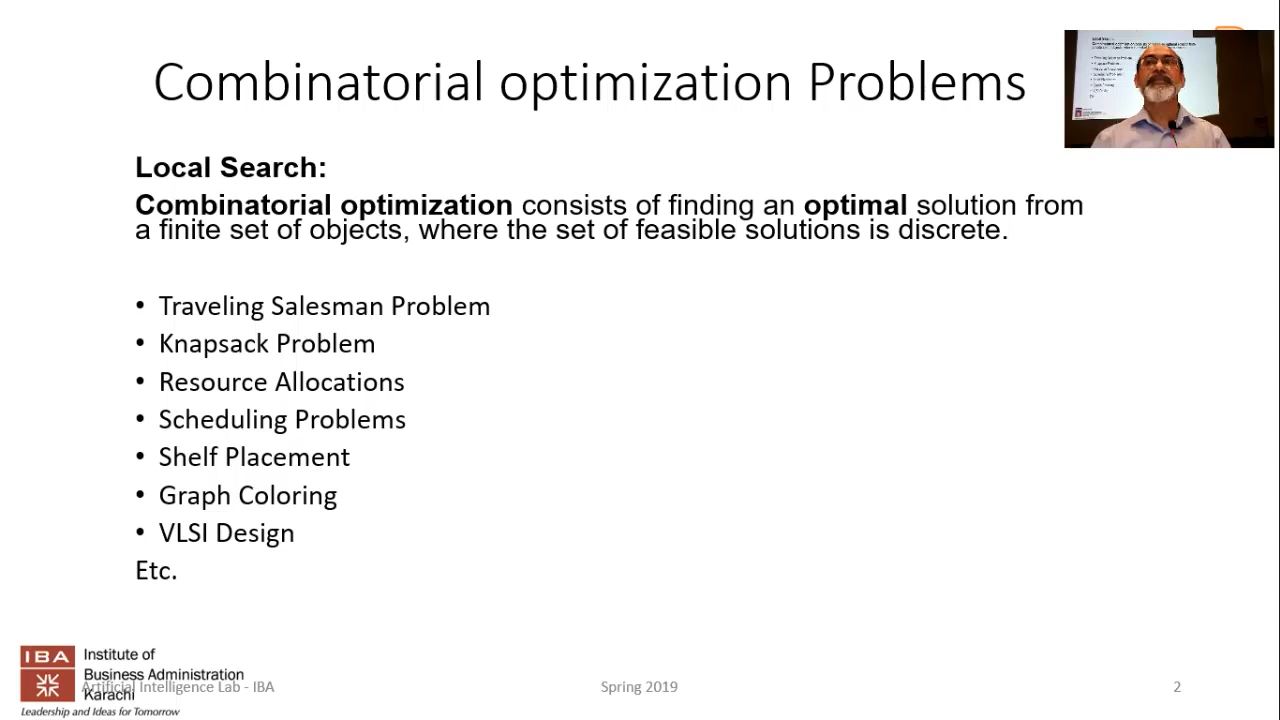 Combinatorial optimization Problems
Local Search:
Combinatorial optimization consists of finding an optimal solution from
a finite set of objects, where the set of feasible solutions is discrete.
• Traveling Salesman Problem
• Knapsack Problem
• Resource Allocations
• Scheduling Problems
• Shelf Placement
• Graph Coloring
• VLSI Design
Etc.
IBA
Institute of
Business Administration
Karachi
Leadership and Ideas for Tomorrow
Artificial Intelligence Lab - IBA
Spring 2019
2